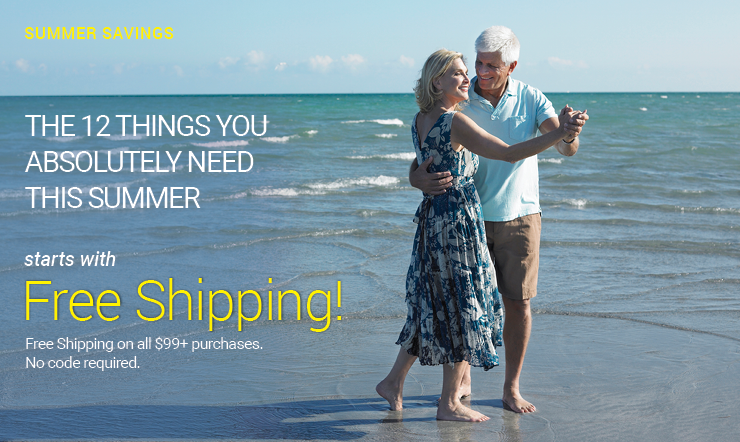 SUMMER SAVINGS
THE 12 THINGS YOU
ABSOLUTELY NEED
THIS SUMMER
starts with
Free Shipping!
Free Shipping on all $99+ purchases.
No code required.